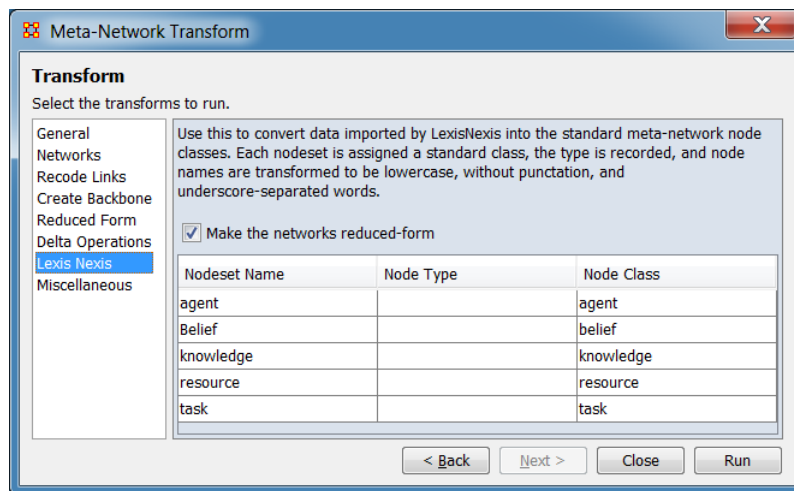 Meta-Network Transform
X
Transform
Select the transforms to run.
General
Networks
Recode Links
Create Backbone
Reduced Form
Delta Operations
Lexis Nexis
Miscellaneous
Use this to convert data imported by LexisNexis into the standard meta-network node
classes. Each nodeset is assigned a standard class, the type is recorded, and node
names are transformed to be lowercase, without punctation, and
underscore-separated words.
Make the networks reduced-form
Nodeset Name Node Type Node Class
agent agent
Belief belief
knowledge knowledge
resource resource
task task
< Back Next > Close Run